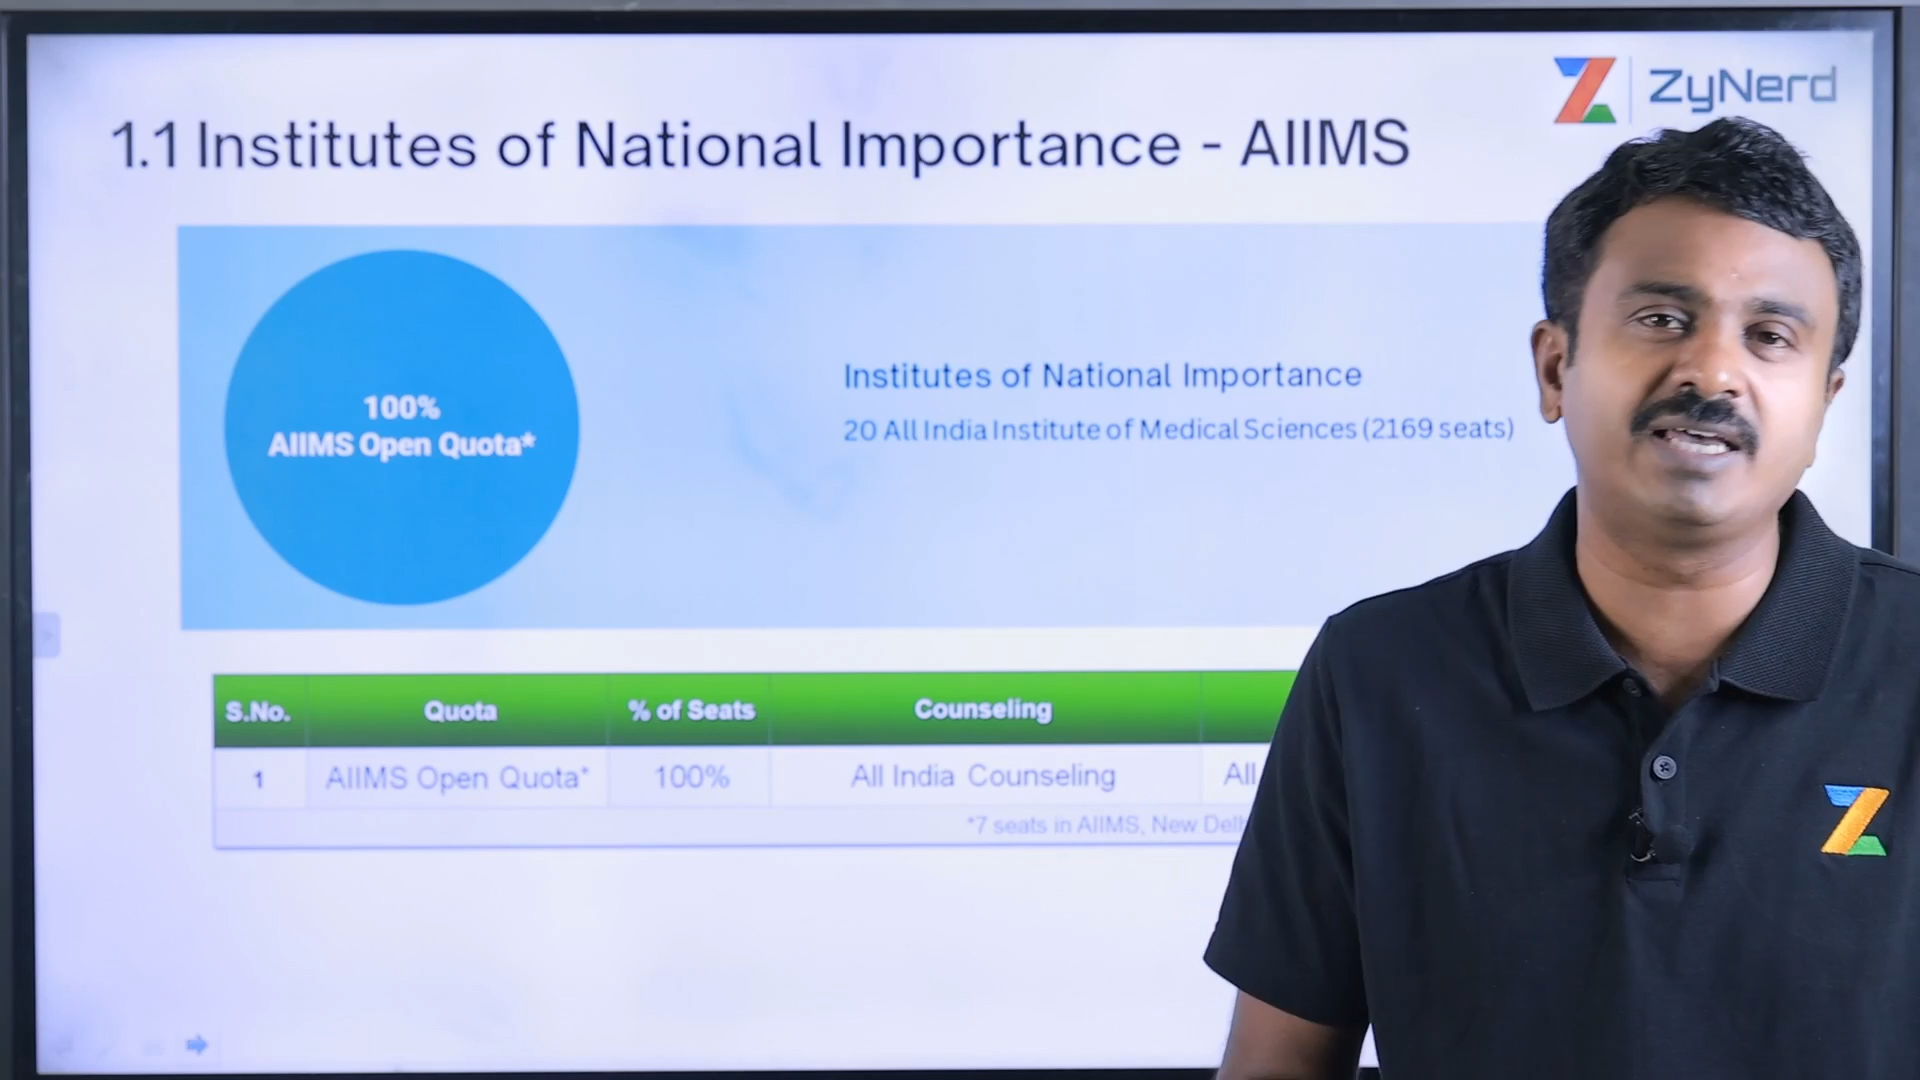 ZyNerd
1.1 Institutes of National Importance - AIIMS
100%
AIIMS Open Quota*
Institutes of National Importance
20 All India Institute of Medical Sciences (2169 seats)
S.No. Quota % of Seats Counseling
1 AIIMS Open Quota* 100% All India Counseling All
*7 seats in AIIMS, New